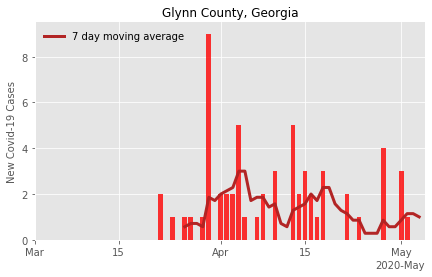 Glynn County, Georgia
7 day moving average
New Covid-19 Cases
8
6
4
2
0
Mar 15 Apr 15 May
2020-May